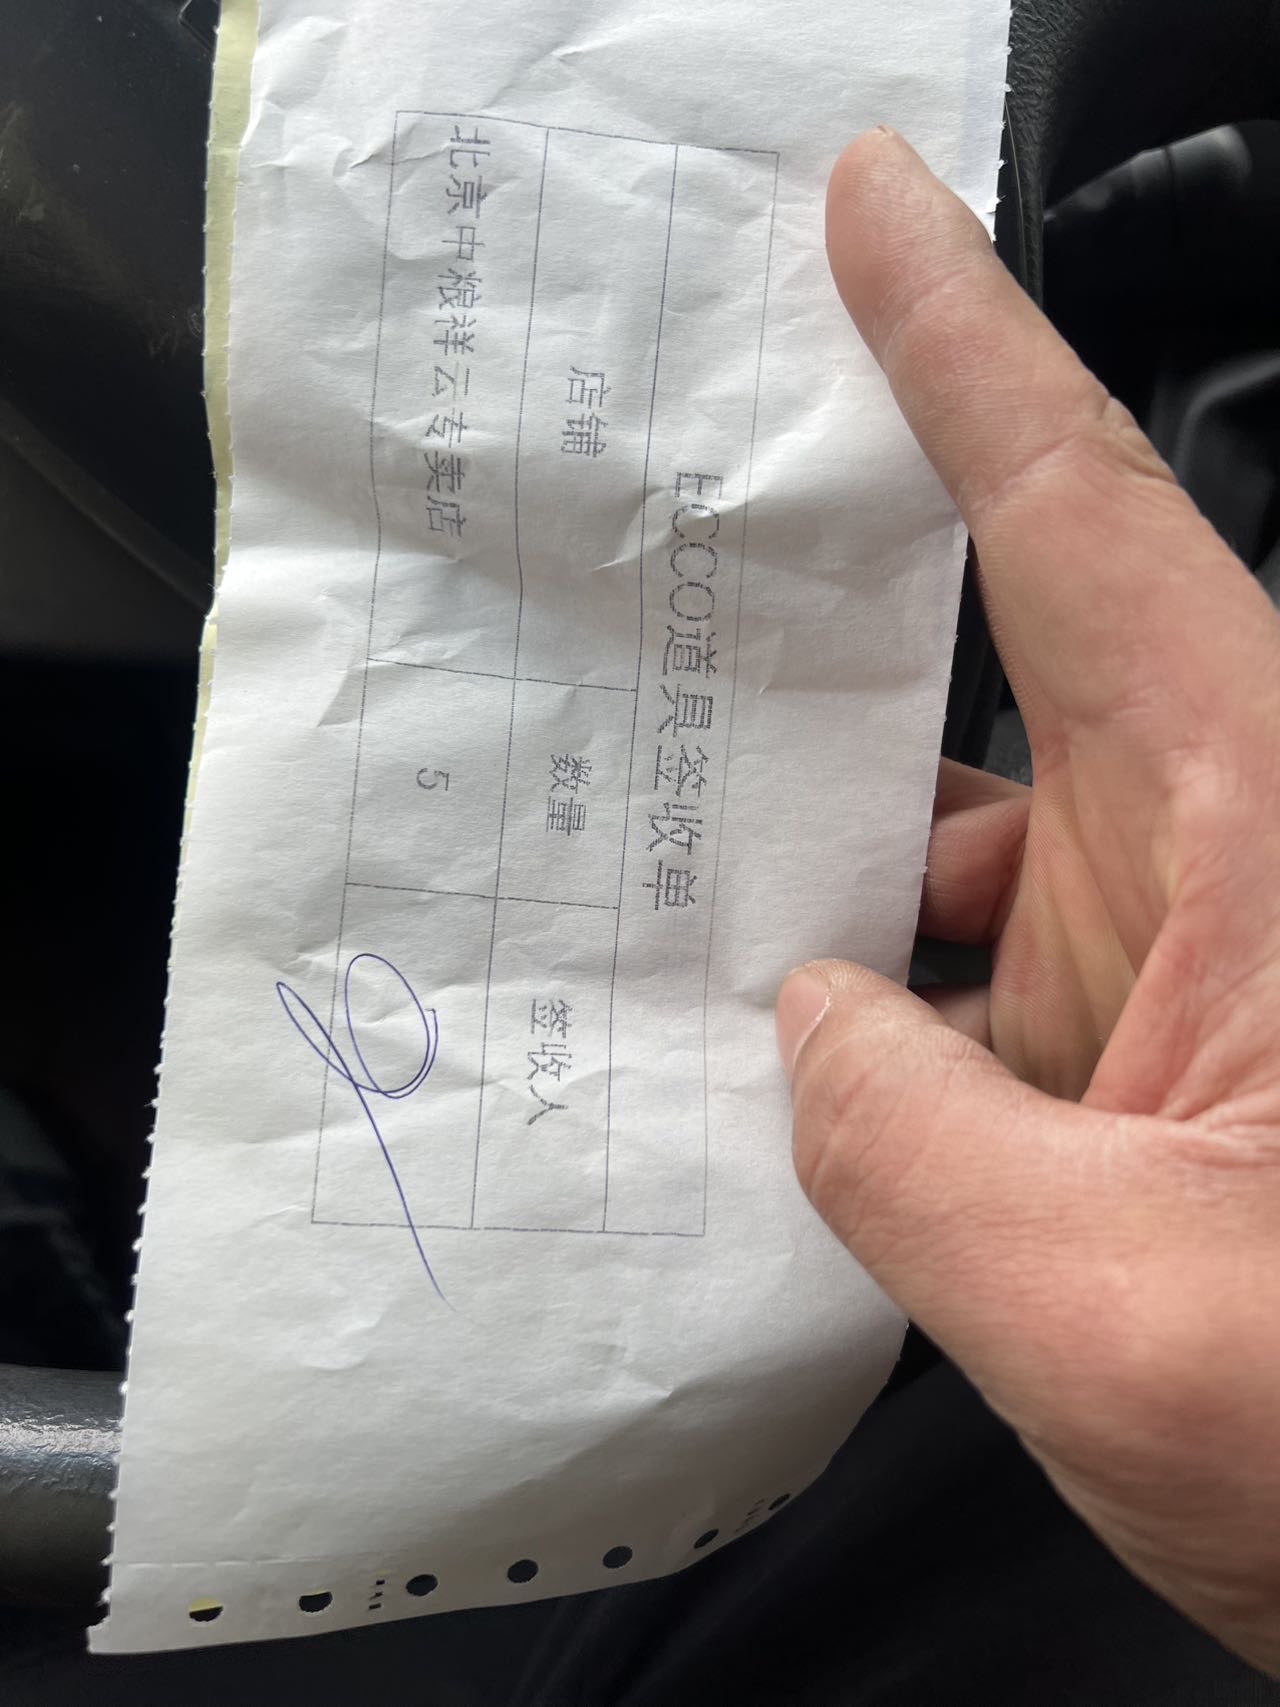 ECCO道具签收单
店铺 数量 签收人
北京中粮祥云专卖店 5